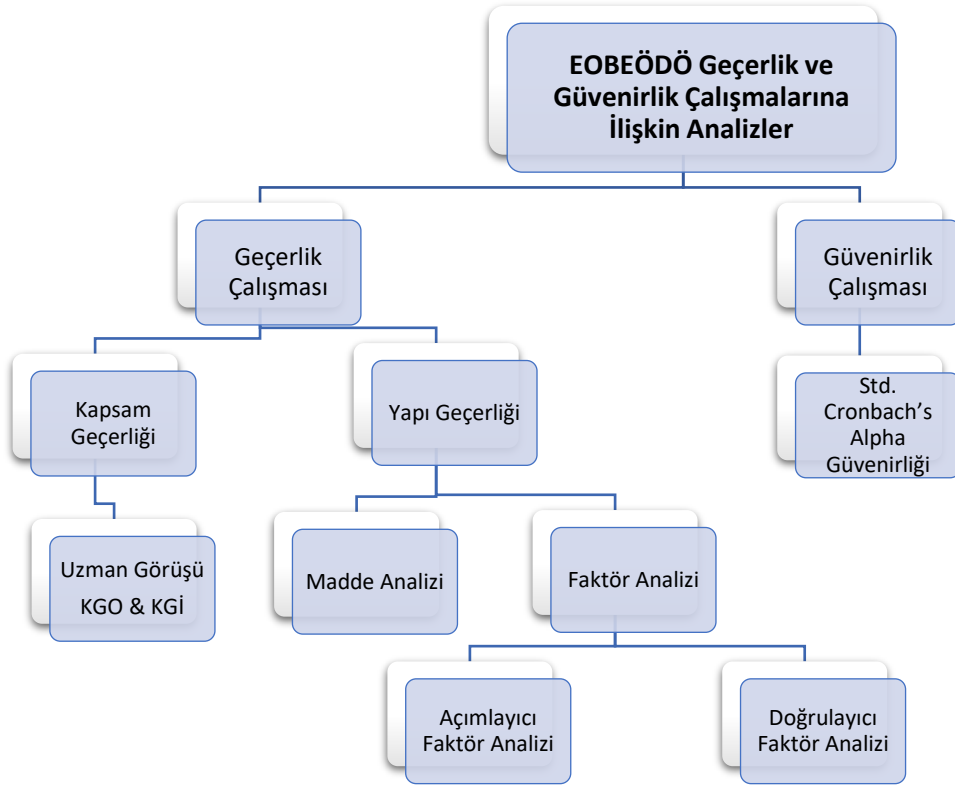 EOBEÖDÖ Geçerlik ve
Güvenirlik Çalışmalarına
İlişkin Analizler
Geçerlik
Çalışması
Güvenirlik
Çalışması
Kapsam
Geçerliği
Yapı Geçerliği
Std.
Cronbach’s
Alpha
Güvenirliği
Uzman Görüşü
KGO & KGİ
Madde Analizi
Faktör Analizi
Açımlayıcı
Faktör Analizi
Doğrulayıcı
Faktör Analizi